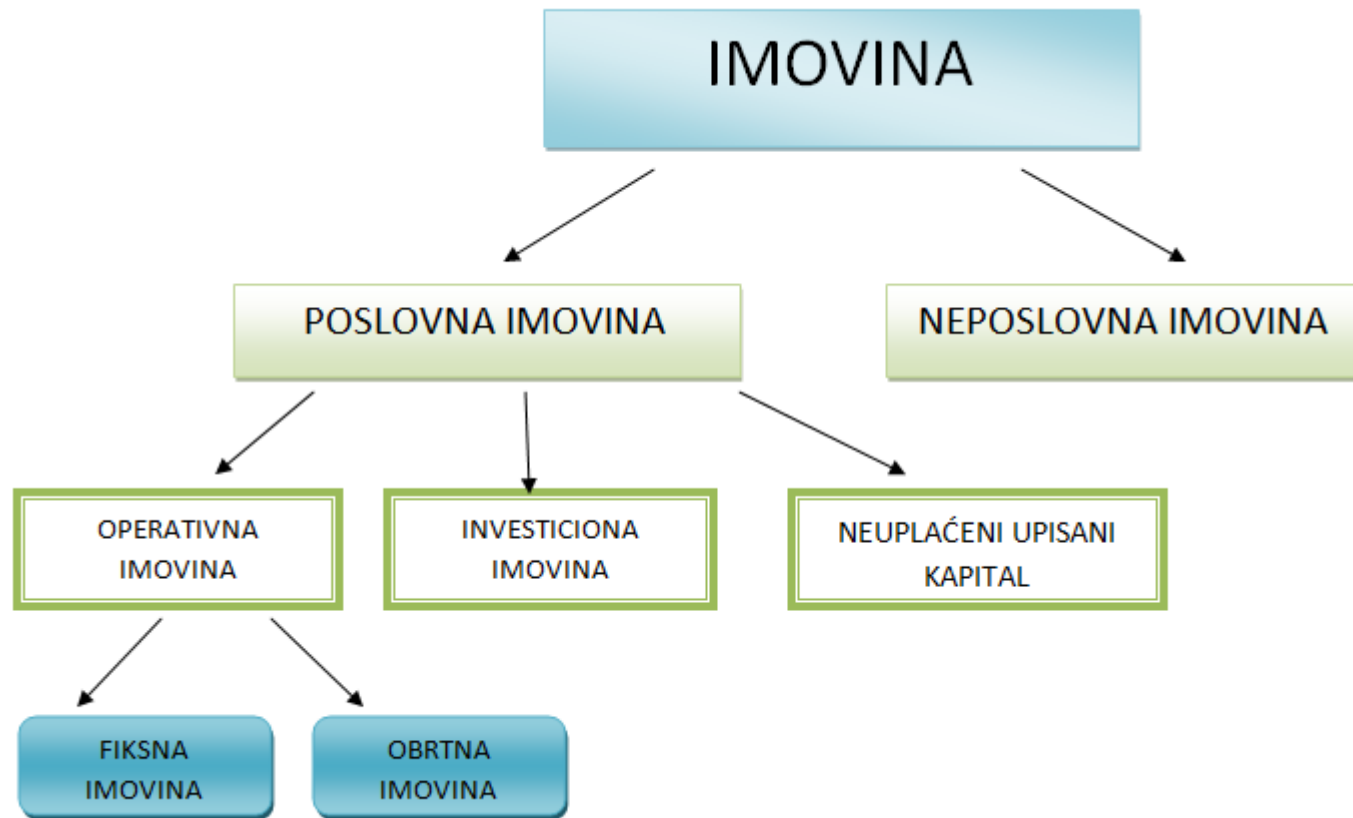 IMOVINA
POSLOVNA IMOVINA
NEPOSLOVNA IMOVINA
OPERATIVNA
IMOVINA
INVESTICIONA
IMOVINA
NEUPLAĆENI UPISANI
KAPITAL
FIKSNA
IMOVINA
OBRTNA
IMOVINA